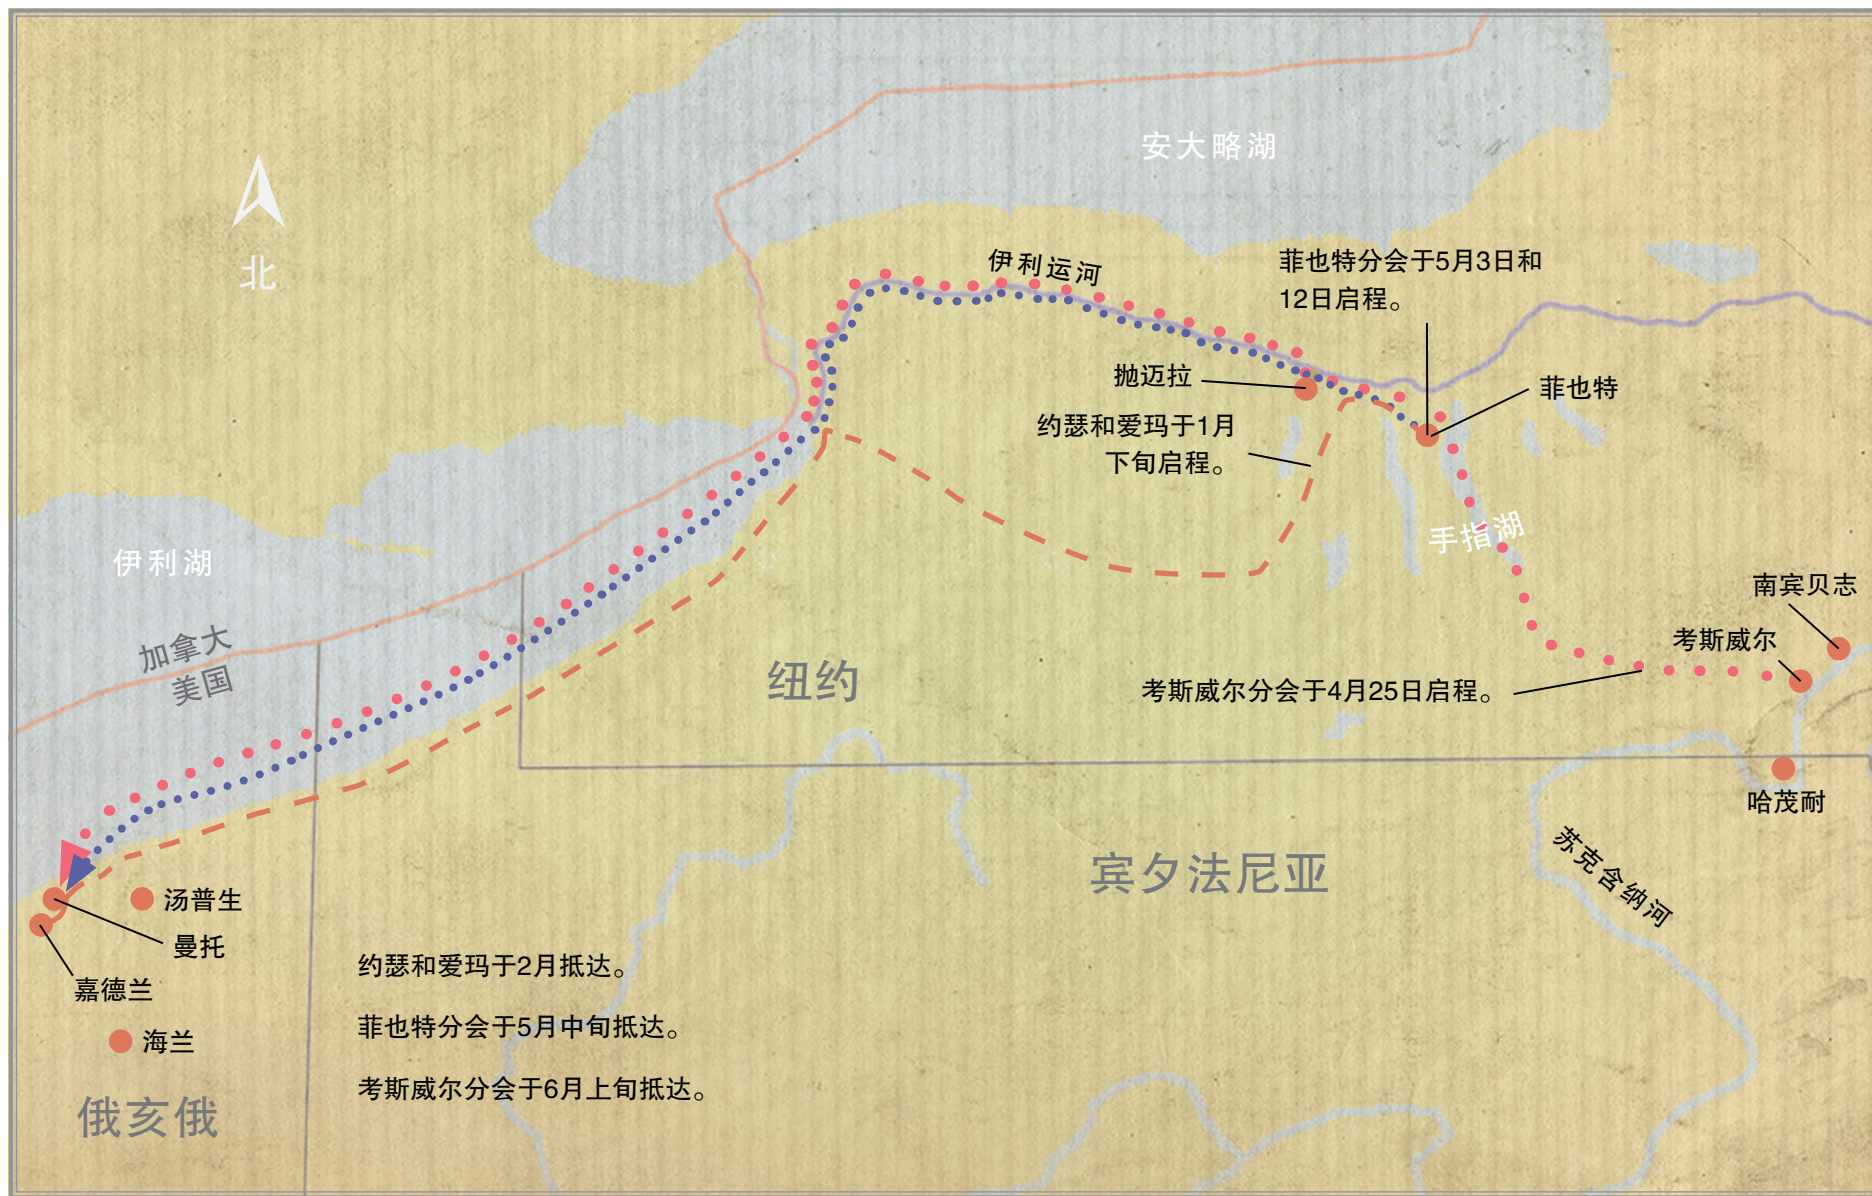 安大略湖
北
伊利运河
菲也特分会于5月3日和
12日启程。
抛迈拉
菲也特
约瑟和爱玛于1月
下旬启程。
手指湖
伊利湖
南宾贝志
加拿大
美国
考斯威尔
纽约
考斯威尔分会于4月25日启程。
哈茂耐
宾夕法尼亚
苏克含纳河
汤普生
曼托
约瑟和爱玛于2月抵达。
嘉德兰
菲也特分会于5月中旬抵达。
海兰
考斯威尔分会于6月上旬抵达。
俄亥俄